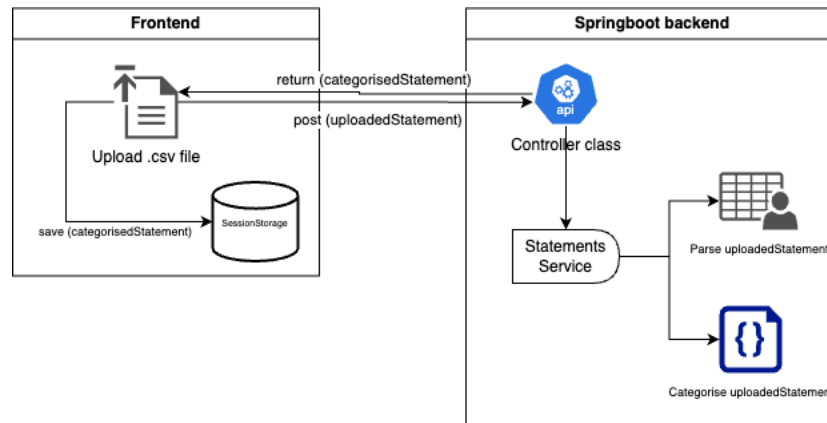 Frontend
Springboot backend
return (categorisedStatement)
post (uploadedStatement)
api
Controller class
Upload .csv file
SessionStorage
save (categorisedStatement)
Statements
Service
Parse uploadedStatement
{}
Categorise uploadedStatement